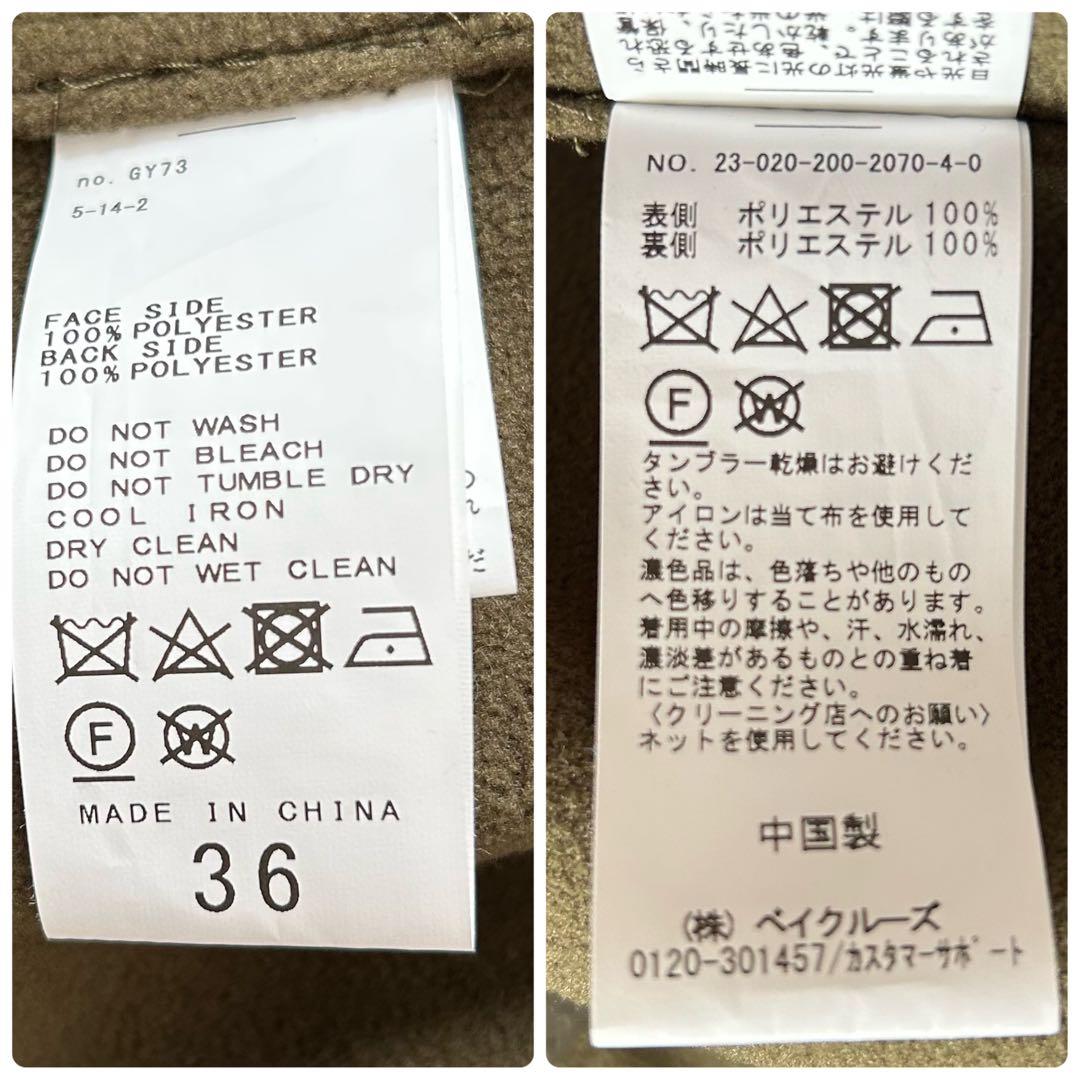 no. GY73
5-14-2
FACE SIDE
100% POLYESTER
BACK SIDE
100% POLYESTER
DO NOT WASH
DO NOT BLEACH
DO NOT TUMBLE DRY
COOL IRON
DRY CLEAN
DO NOT WET CLEAN
F W
MADE IN CHINA
36
の
れ
だ
NO. 23-020-200-2070-4-0
表側 ポリエステル 100%
裏側 ポリエステル 100%
F W
タンブラー乾燥はお避けくだ
さい。
アイロンは当て布を使用して
ください。
濃色品は、色落ちや他のもの
へ色移りすることがあります。
着用中の摩擦や、汗、水濡れ、
濃淡差があるものとの重ね着
にご注意ください。
〈クリーニング店へのお願い〉
ネットを使用してください。
中国製
(株) ベイクルーズ
0120-301457/カスタマーサポート